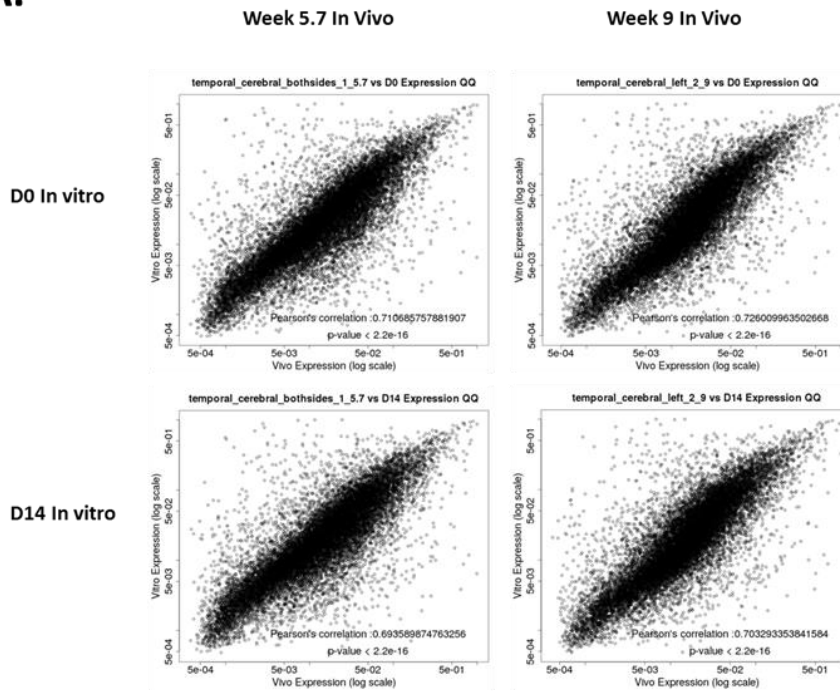 Week 5.7 In Vivo
Week 9 In Vivo
D0 In vitro
temporal_cerebral_bothsides_1_5.7 vs D0 Expression QQ
Vitro Expression (log scale)
5e-01
5e-02
5e-03
5e-04
Pearson's correlation :0.710685757881907
p-value < 2.2e-16
5e-04 5e-03 5e-02 5e-01
Vivo Expression (log scale)
temporal_cerebral_left_2_9 vs D0 Expression QQ
Vitro Expression (log scale)
5e-01
5e-02
5e-03
5e-04
Pearson's correlation :0.726009963502668
p-value < 2.2e-16
5e-04 5e-03 5e-02 5e-01
Vivo Expression (log scale)
D14 In vitro
temporal_cerebral_bothsides_1_5.7 vs D14 Expression QQ
Vitro Expression (log scale)
5e-01
5e-02
5e-03
5e-04
Pearson's correlation :0.693589874763256
p-value < 2.2e-16
5e-04 5e-03 5e-02 5e-01
Vivo Expression (log scale)
temporal_cerebral_left_2_9 vs D14 Expression QQ
Vitro Expression (log scale)
5e-01
5e-02
5e-03
5e-04
Pearson's correlation :0.703293353841584
p-value < 2.2e-16
5e-04 5e-03 5e-02 5e-01
Vivo Expression (log scale)